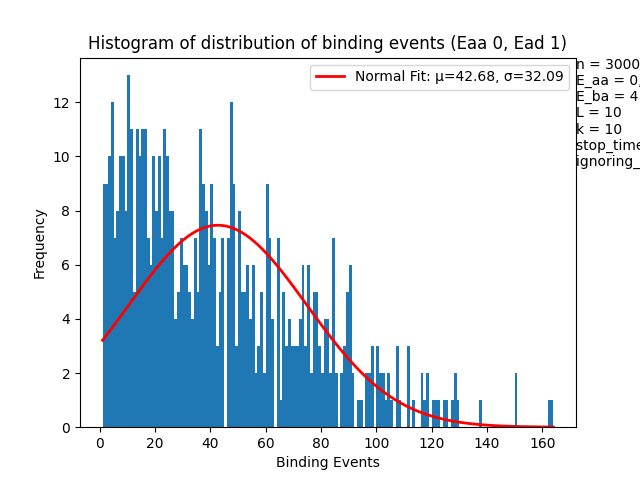 Histogram of distribution of binding events (Eaa 0, Ead 1)
Normal Fit: μ=42.68, σ=32.09
n = 3000
E_aa = 0,
E_ba = 4
L = 10
k = 10
stop_time
ignoring_
Frequency
12
10
8
6
4
2
0
0 20 40 60 80 100 120 140 160
Binding Events